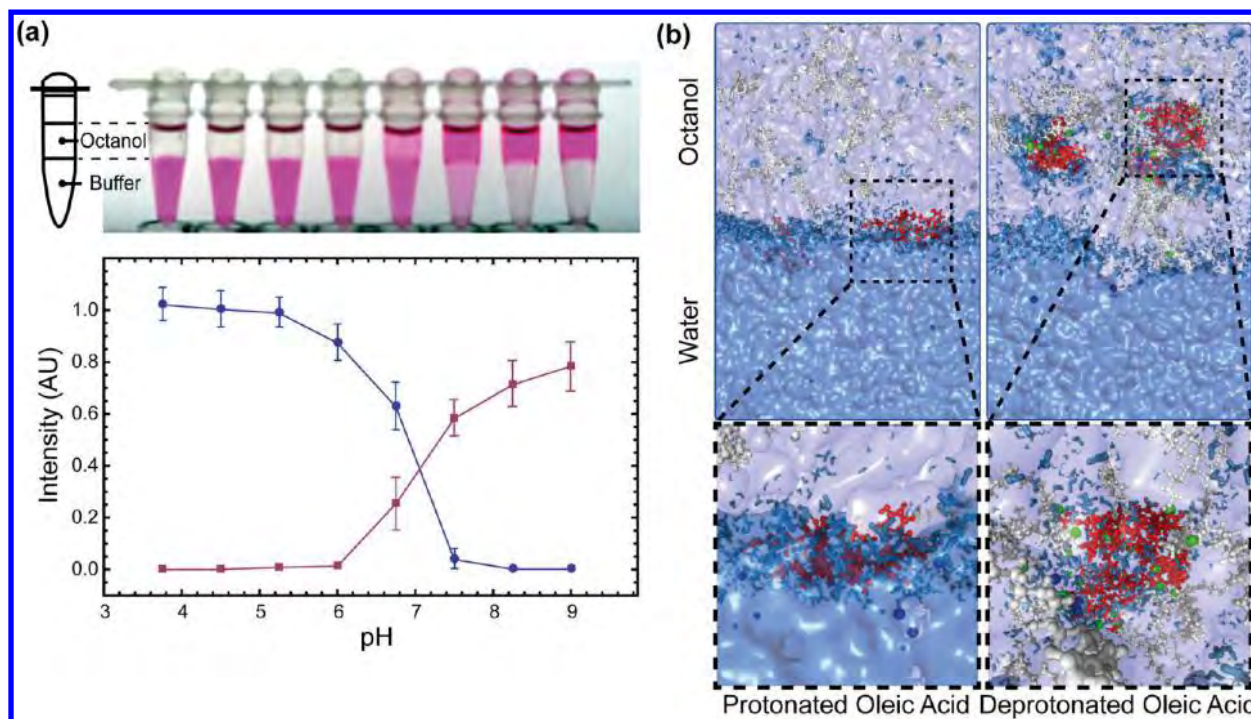 (a)
Octanol
Buffer
Intensity (AU)
1.0
0.8
0.6
0.4
0.2
0.0
3 4 5 6 7 8 9
pH
(b)
Octanol
Water
Protonated Oleic Acid Deprotonated Oleic Acid